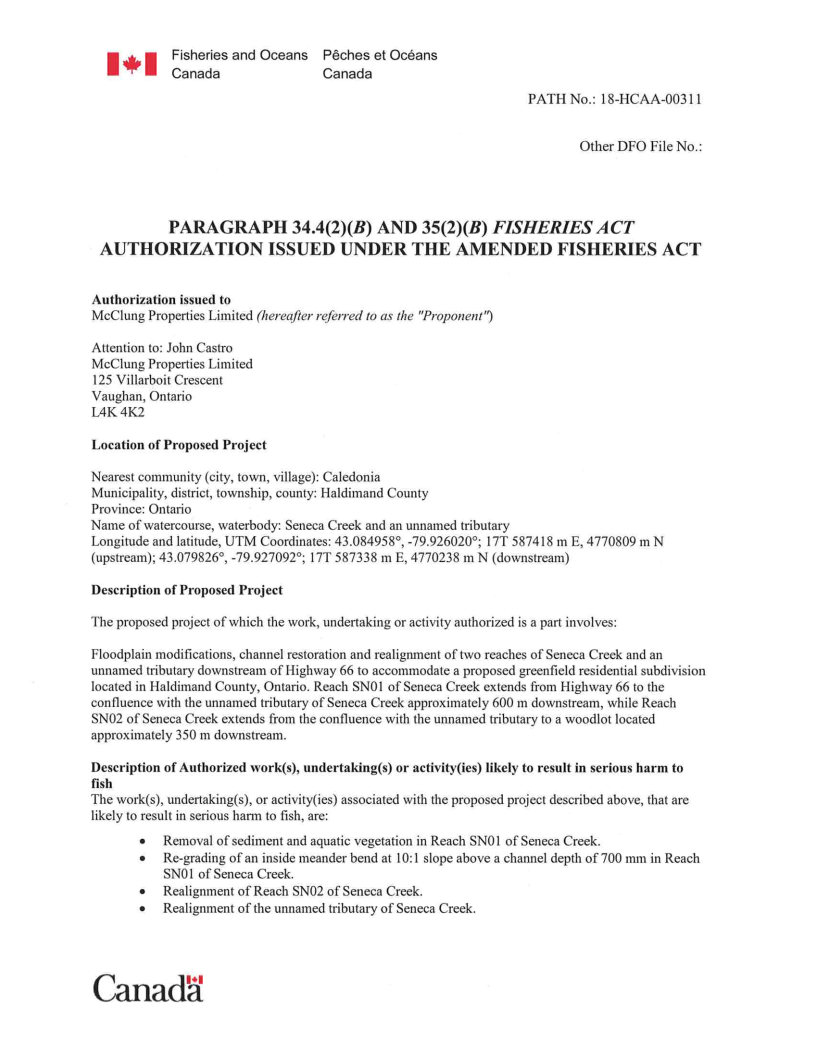 Fisheries and Oceans Pêches et Océans
Canada Canada
PATH No.: 18-HCAA-00311
Other DFO File No.:
PARAGRAPH 34.4(2)(B) AND 35(2)(B) FISHERIES ACT
AUTHORIZATION ISSUED UNDER THE AMENDED FISHERIES ACT
Authorization issued to
McClung Properties Limited (hereafter referred to as the "Proponent")
Attention to: John Castro
McClung Properties Limited
125 Villarboit Crescent
Vaughan, Ontario
L4K 4K2
Location of Proposed Project
Nearest community (city, town, village): Caledonia
Municipality, district, township, county: Haldimand County
Province: Ontario
Name of watercourse, waterbody: Seneca Creek and an unnamed tributary
Longitude and latitude, UTM Coordinates: 43.084958°, -79.926020°; 17T 587418 m E, 4770809 m N
(upstream); 43.079826°, -79.927092°; 17T 587338 m E, 4770238 m N (downstream)
Description of Proposed Project
The proposed project of which the work, undertaking or activity authorized is a part involves:
Floodplain modifications, channel restoration and realignment of two reaches of Seneca Creek and an
unnamed tributary downstream of Highway 66 to accommodate a proposed greenfield residential subdivision
located in Haldimand County, Ontario. Reach SN01 of Seneca Creek extends from Highway 66 to the
confluence with the unnamed tributary of Seneca Creek approximately 600 m downstream, while Reach
SN02 of Seneca Creek extends from the confluence with the unnamed tributary to a woodlot located
approximately 350 m downstream.
Description of Authorized work(s), undertaking(s) or activity(ies) likely to result in serious harm to
fish
The work(s), undertaking(s), or activity(ies) associated with the proposed project described above, that are
likely to result in serious harm to fish, are:
• Removal of sediment and aquatic vegetation in Reach SN01 of Seneca Creek.
• Re-grading of an inside meander bend at 10:1 slope above a channel depth of 700 mm in Reach
SN01 of Seneca Creek.
• Realignment of Reach SN02 of Seneca Creek.
• Realignment of the unnamed tributary of Seneca Creek.
Canada